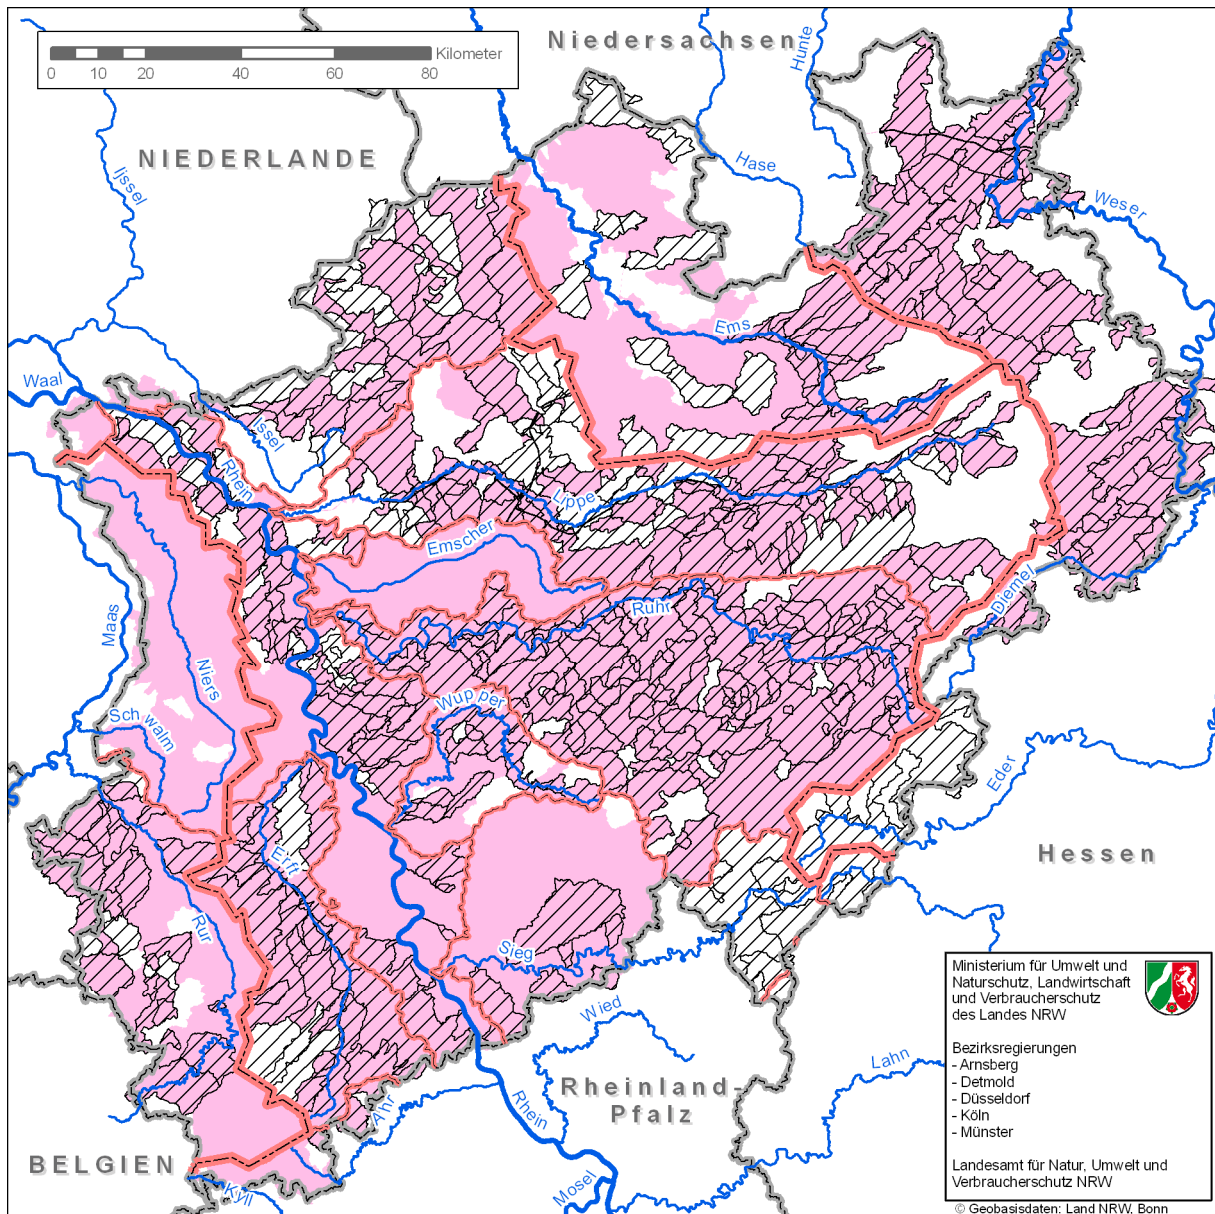 Niedersachsen
Kilometer
0 10 20 40 60 80
NIEDERLANDE
Ijssel
Hunte
Hase
Weser
Ems
Waal
Issel
Rhein
Lippe
Emscher
Ruhr
Diemel
Maas
Niers
Schwalm
Wupper
Eder
Hessen
Erft
Rur
Sieg
Wied
Lahn
Rheinland-
Pfalz
Rhein
Ahr
Mosel
BELGIEN
Kyll
Ministerium für Umwelt und
Naturschutz, Landwirtschaft
und Verbraucherschutz
des Landes NRW
Bezirksregierungen
- Arnsberg
- Detmold
- Düsseldorf
- Köln
- Münster
Landesamt für Natur, Umwelt und
Verbraucherschutz NRW
© Geobasisdaten: Land NRW, Bonn